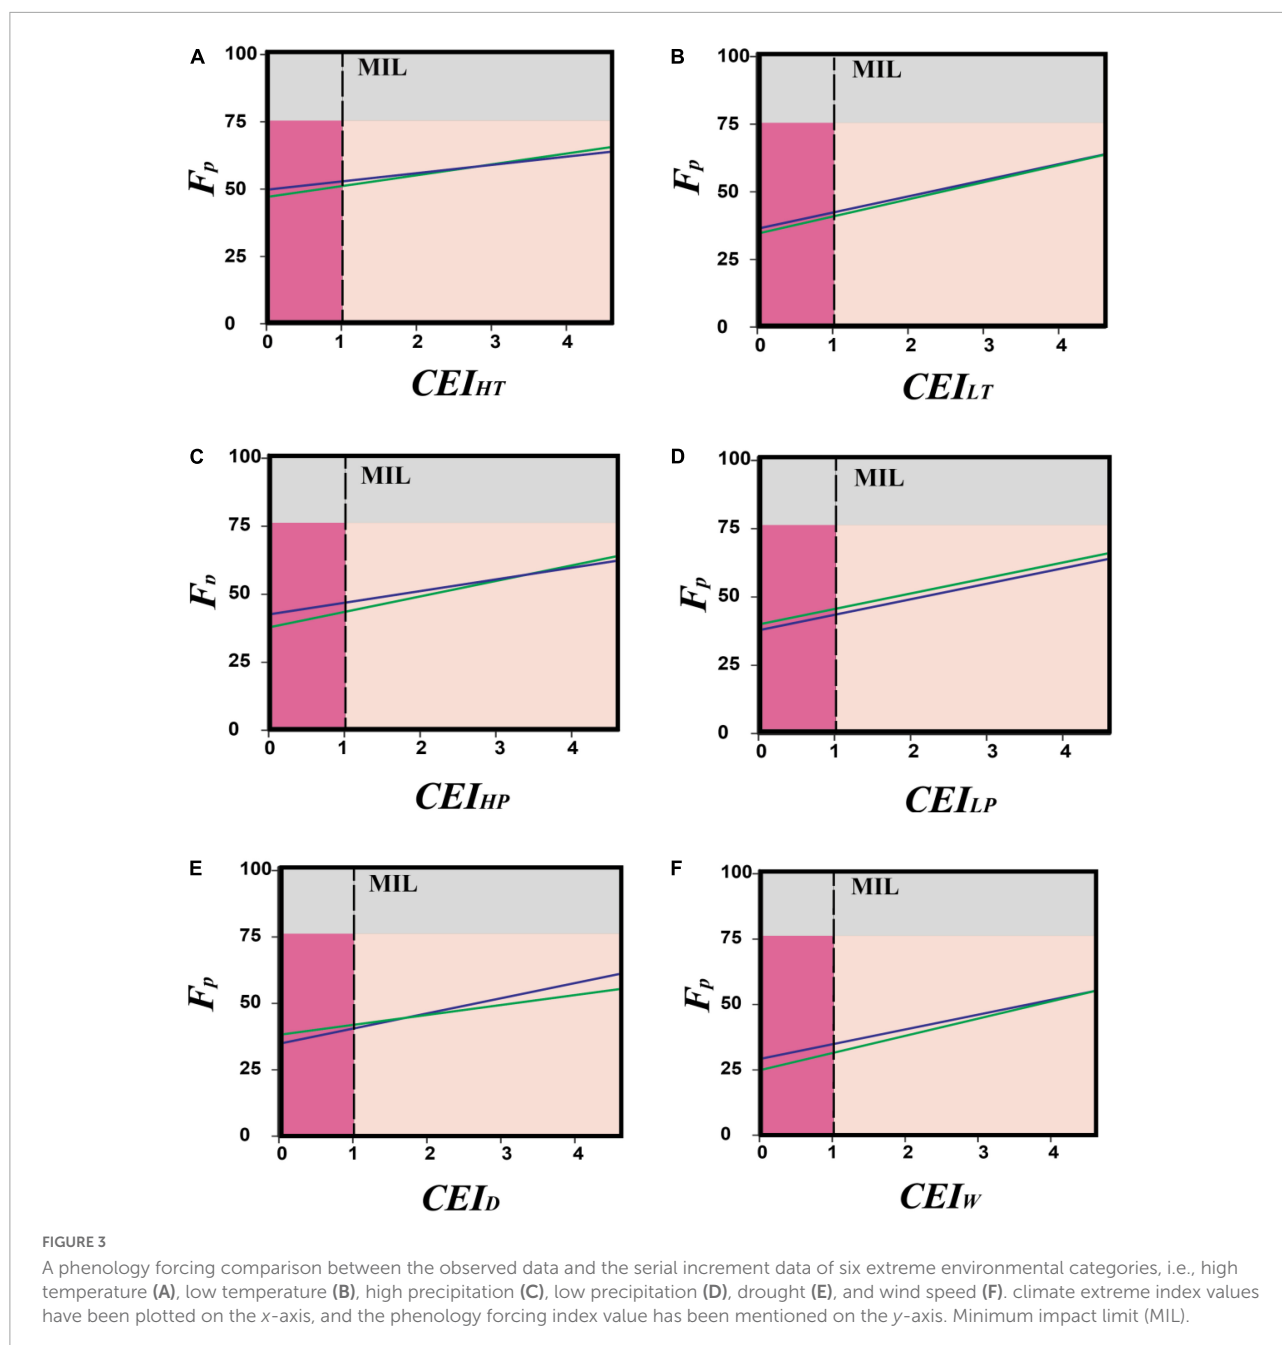 A
100
MIL
75
Fp
50
25
0
0 1 2 3 4
CEIHT
B
100
MIL
75
Fp
50
25
0
0 1 2 3 4
CEILT
C
100
MIL
75
Fp
50
25
0
0 1 2 3 4
CEIHP
D
100
MIL
75
Fp
50
25
0
0 1 2 3 4
CEILP
E
100
MIL
75
Fp
50
25
0
0 1 2 3 4
CEID
F
100
MIL
75
Fp
50
25
0
0 1 2 3 4
CEIW
FIGURE 3
A phenology forcing comparison between the observed data and the serial increment data of six extreme environmental categories, i.e., high
temperature (A), low temperature (B), high precipitation (C), low precipitation (D), drought (E), and wind speed (F). climate extreme index values
have been plotted on the x-axis, and the phenology forcing index value has been mentioned on the y-axis. Minimum impact limit (MIL).